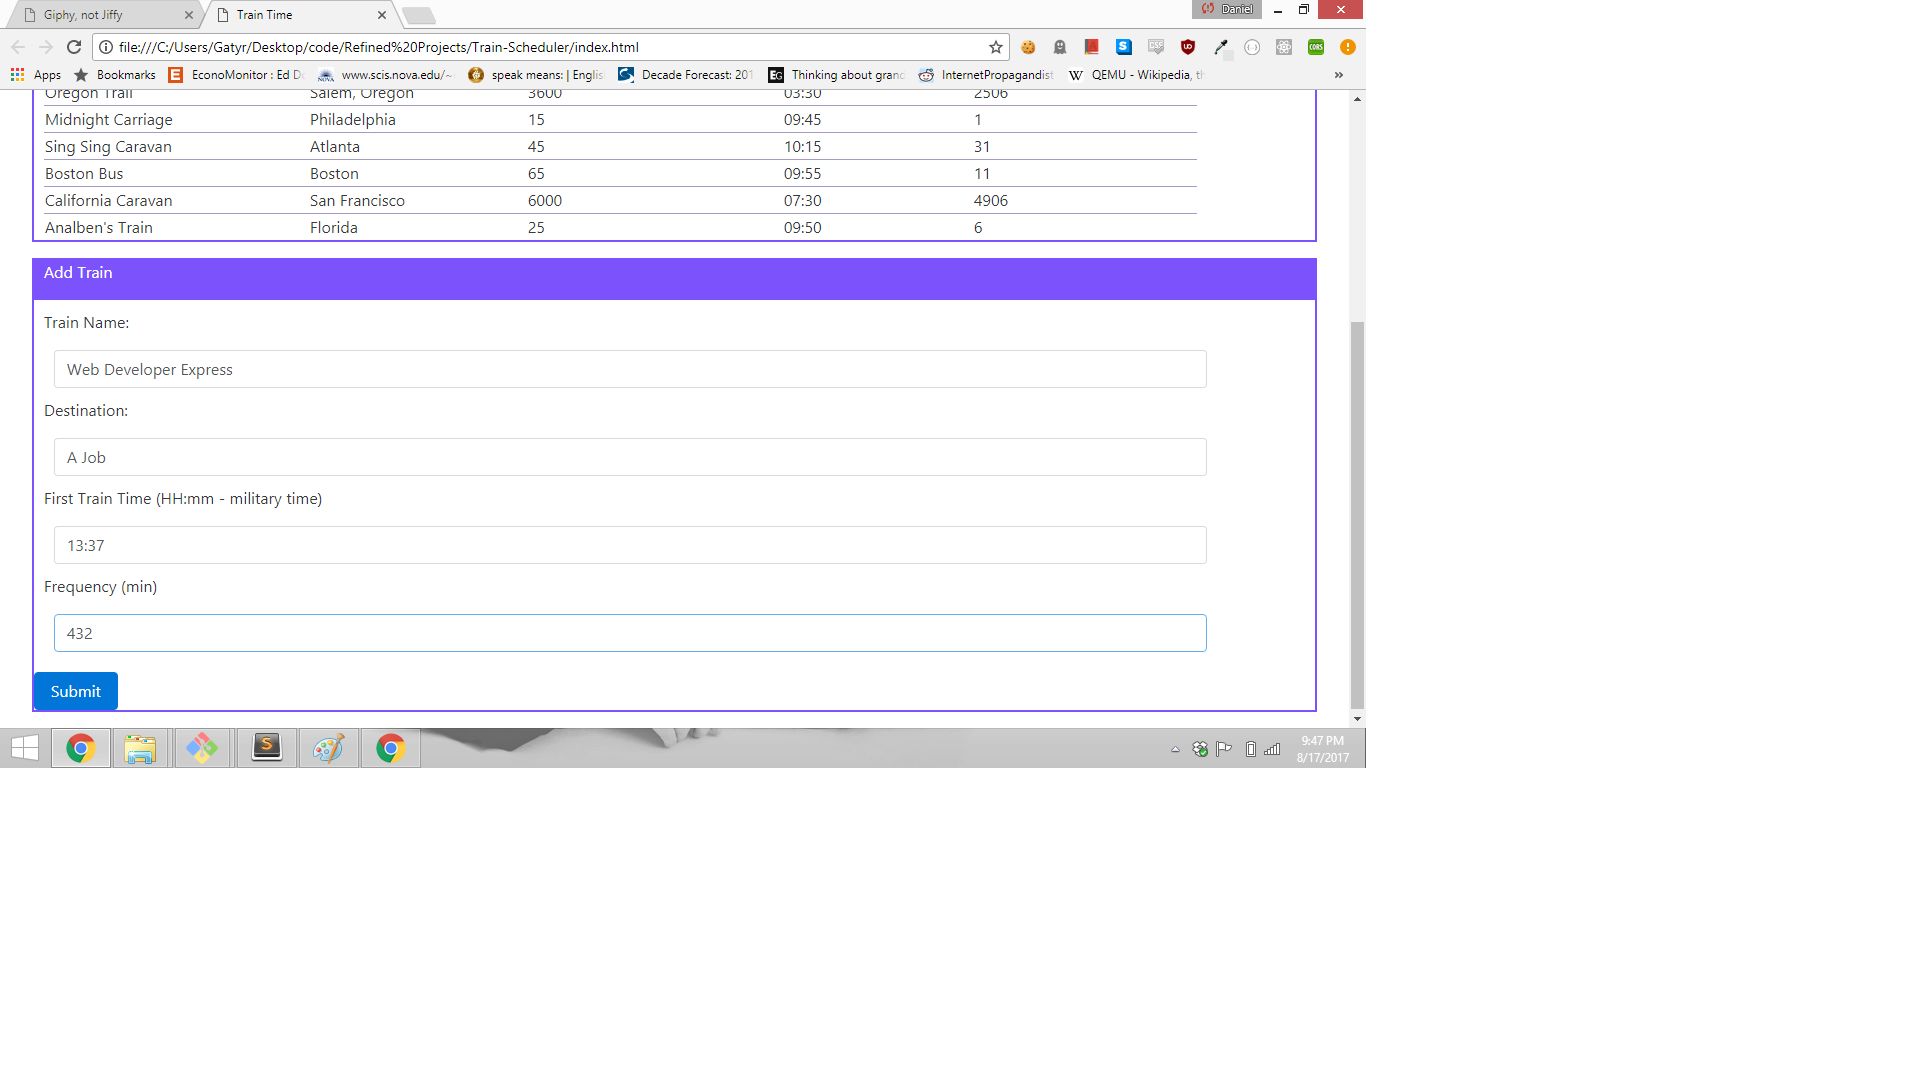 Giphy, not Jiffy
Train Time
Daniel
file:///C:/Users/Gatyr/Desktop/code/Refined%20Projects/Train-Scheduler/index.html
Apps Bookmarks EconoMonitor : Ed D www.scis.nova.edu/~ speak means: | Englis Decade Forecast: 201 Thinking about grand InternetPropagandist QEMU - Wikipedia, th »
Oregon Trail Salem, Oregon 3600 03:30 2506
Midnight Carriage Philadelphia 15 09:45 1
Sing Sing Caravan Atlanta 45 10:15 31
Boston Bus Boston 65 09:55 11
California Caravan San Francisco 6000 07:30 4906
Analben's Train Florida 25 09:50 6
Add Train
Train Name:
Web Developer Express
Destination:
A Job
First Train Time (HH:mm - military time)
13:37
Frequency (min)
432
Submit
9:47 PM
8/17/2017